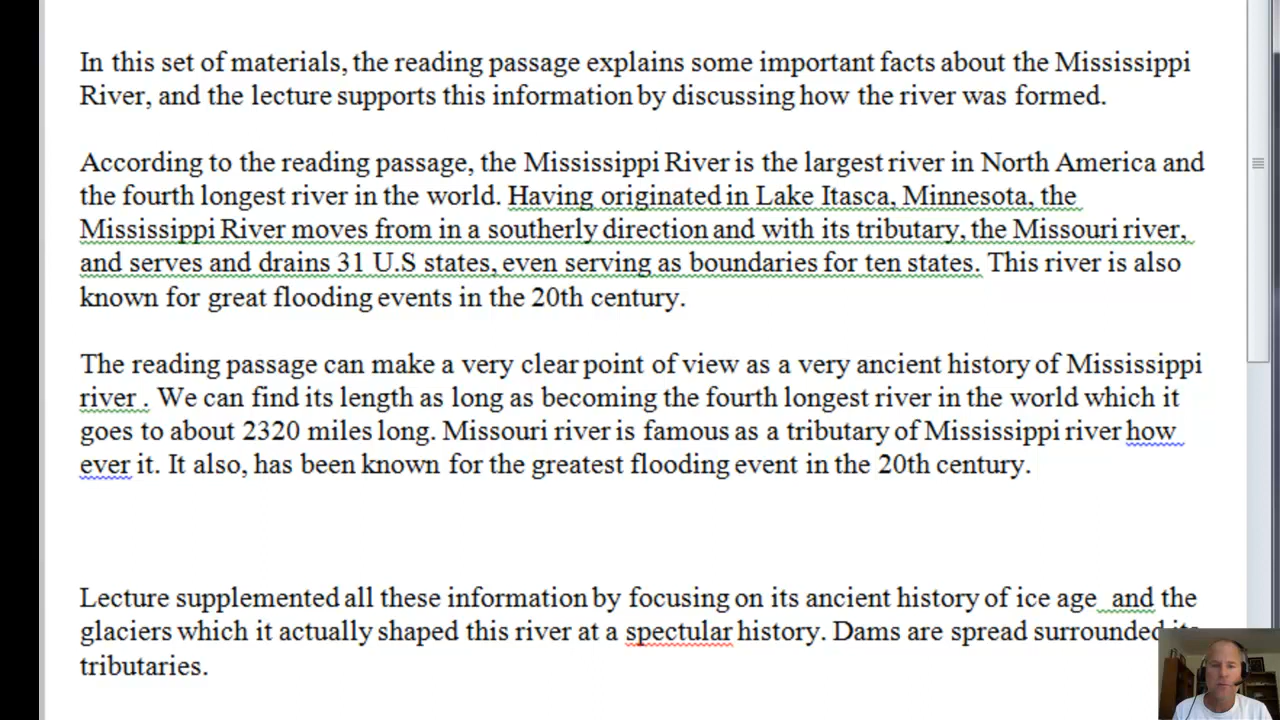 In this set of materials, the reading passage explains some important facts about the Mississippi
River, and the lecture supports this information by discussing how the river was formed.
According to the reading passage, the Mississippi River is the largest river in North America and
the fourth longest river in the world. Having originated in Lake Itasca, Minnesota, the
Mississippi River moves from in a southerly direction and with its tributary, the Missouri river,
and serves and drains 31 U.S states, even serving as boundaries for ten states. This river is also
known for great flooding events in the 20th century.
The reading passage can make a very clear point of view as a very ancient history of Mississippi
river . We can find its length as long as becoming the fourth longest river in the world which it
goes to about 2320 miles long. Missouri river is famous as a tributary of Mississippi river how
ever it. It also, has been known for the greatest flooding event in the 20th century.
Lecture supplemented all these information by focusing on its ancient history of ice age  and the
glaciers which it actually shaped this river at a spectular history. Dams are spread surrounded its
tributaries.